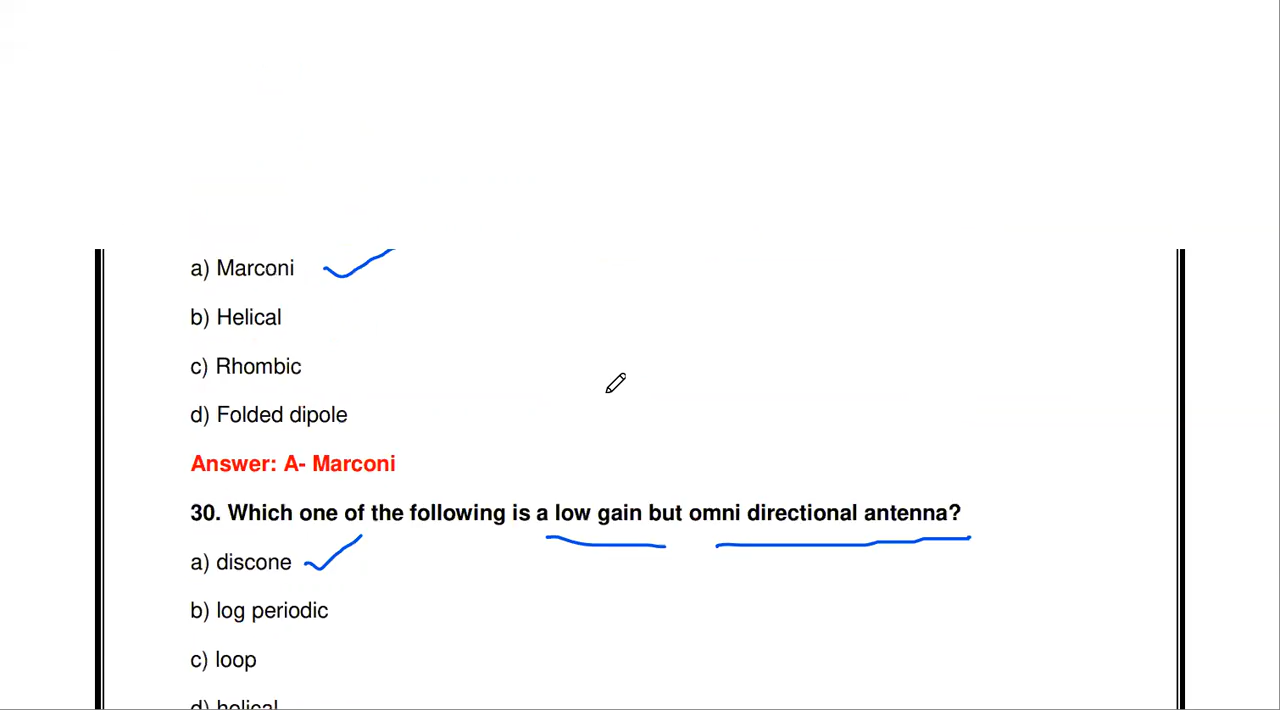 a) Marconi
b) Helical
c) Rhombic
d) Folded dipole
Answer: A- Marconi
30. Which one of the following is a low gain but omni directional antenna?
a) discone
b) log periodic
c) loop
d) helical